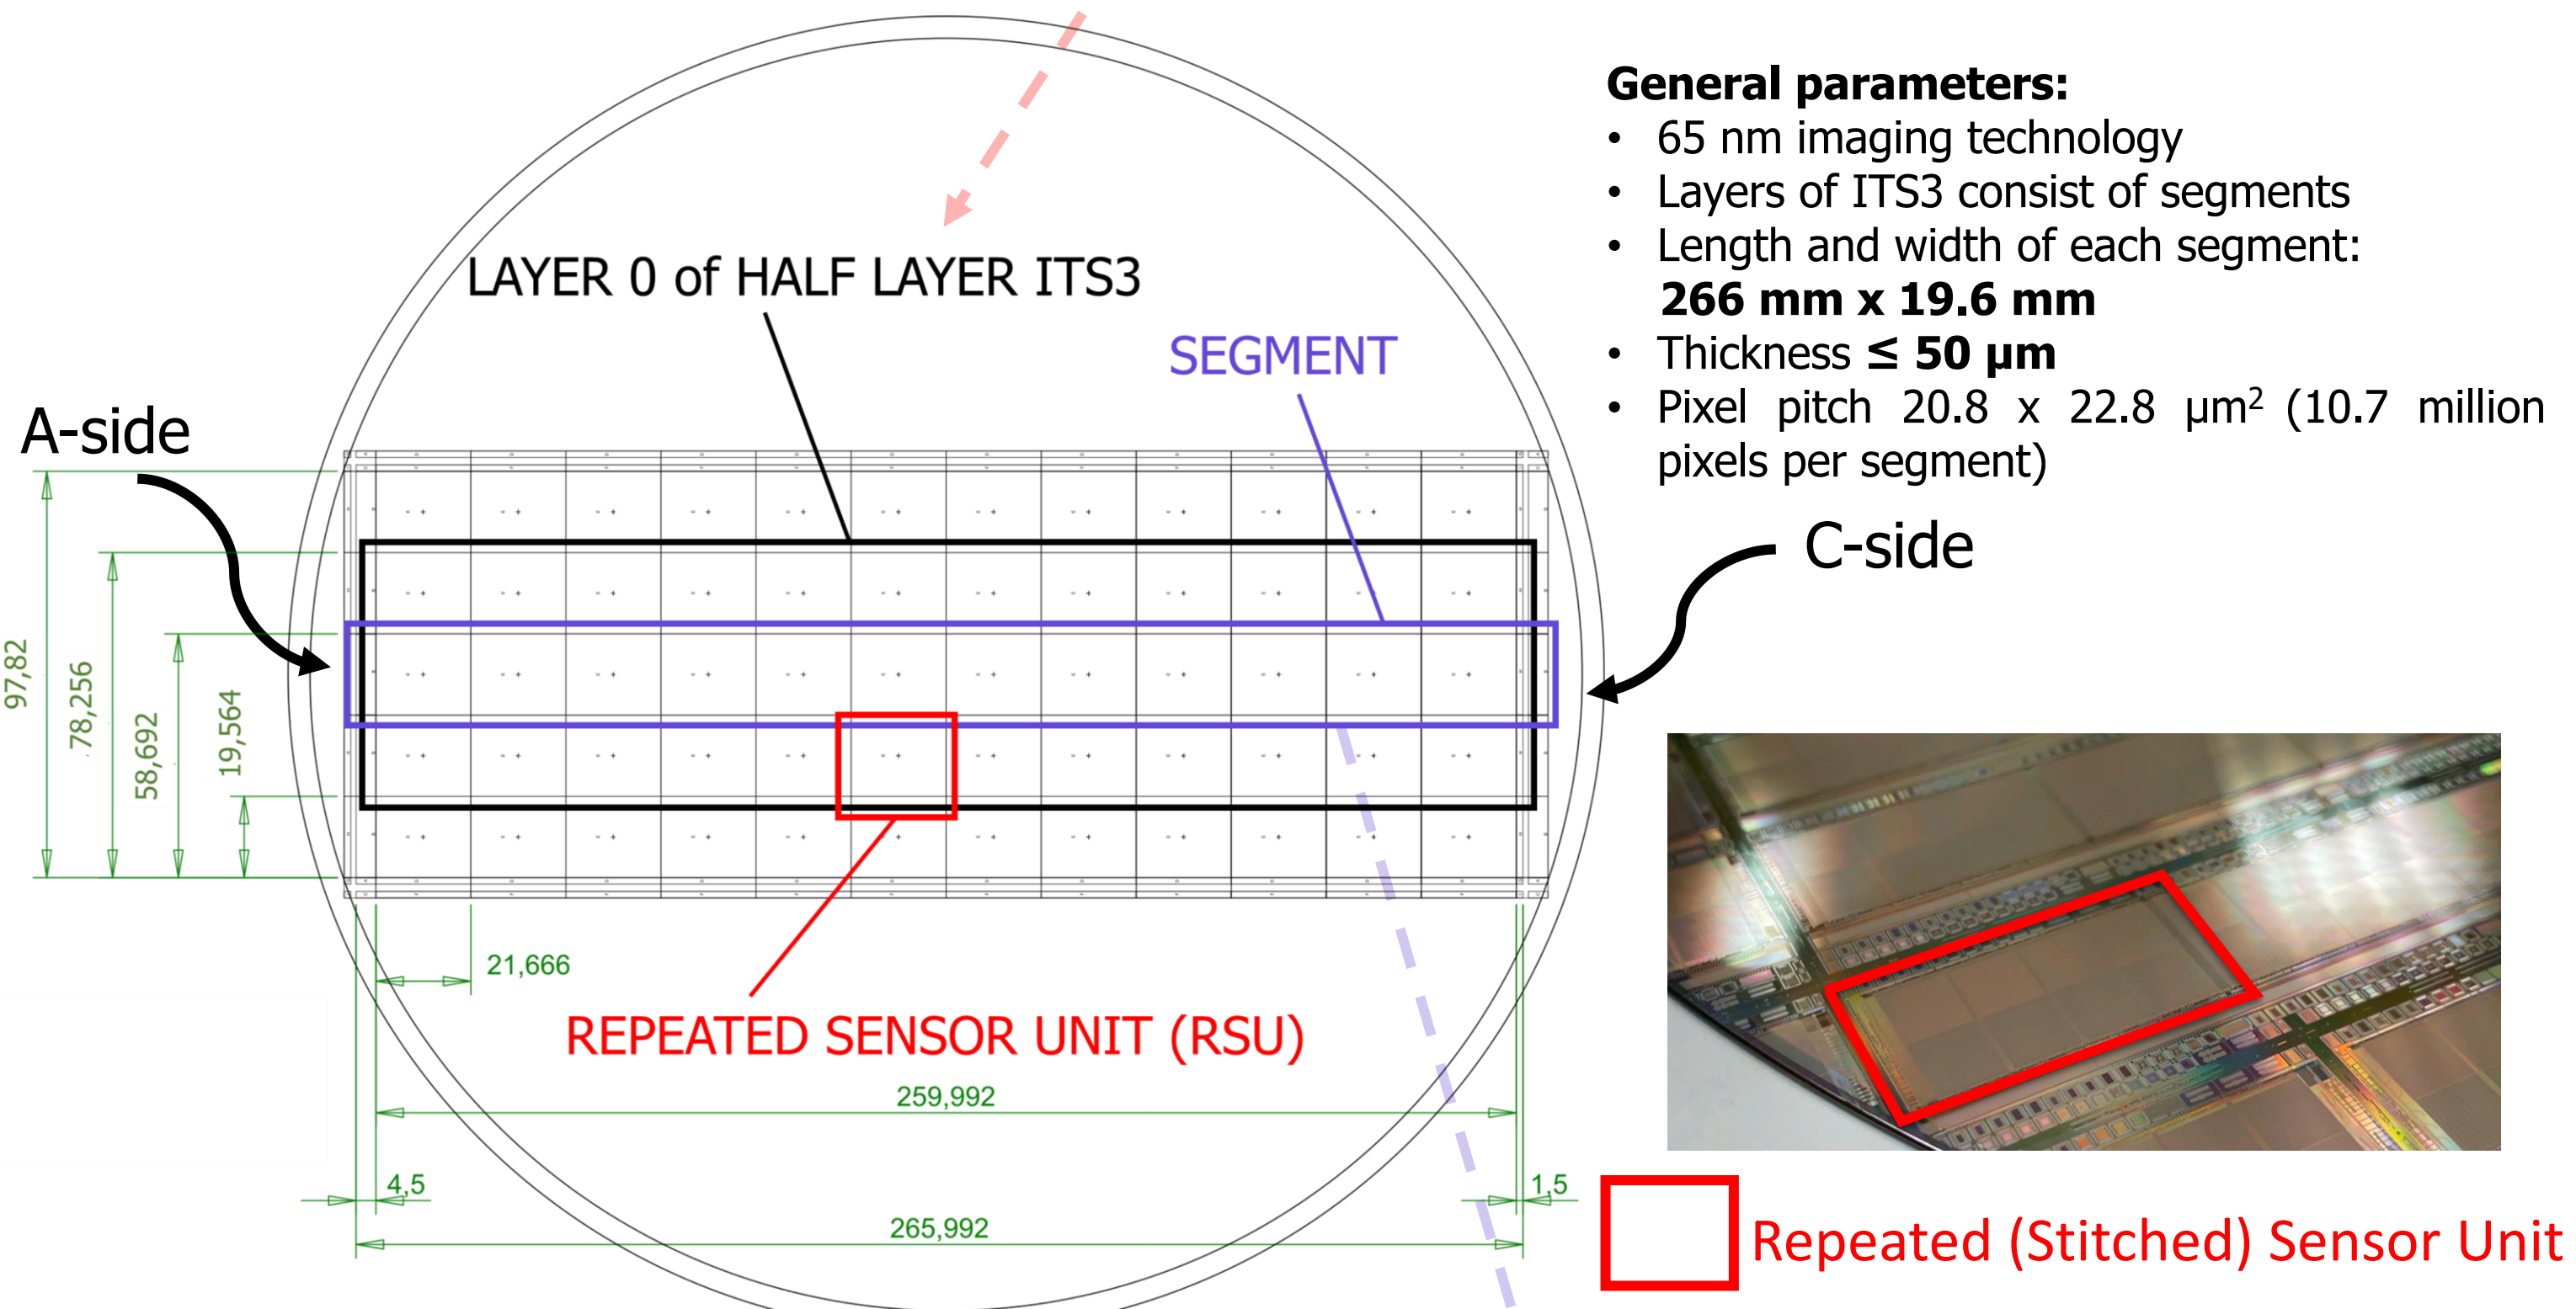 General parameters:
• 65 nm imaging technology
• Layers of ITS3 consist of segments
• Length and width of each segment:
266 mm x 19.6 mm
• Thickness ≤ 50 µm
• Pixel pitch 20.8 x 22.8 µm² (10.7 million
pixels per segment)
LAYER 0 of HALF LAYER ITS3
SEGMENT
A-side
C-side
97,82
78,256
58,692
19,564
21,666
REPEATED SENSOR UNIT (RSU)
259,992
4,5
1,5
265,992
Repeated (Stitched) Sensor Unit